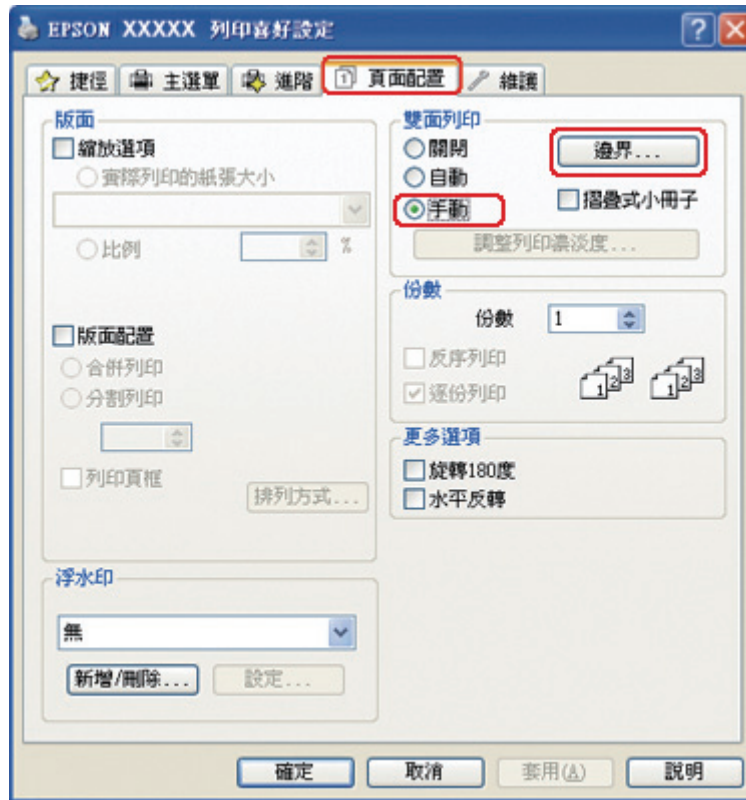 EPSON XXXXX 列印喜好設定
捷徑 主選單 進階 頁面配置 維護
版面
縮放選項
實際列印的紙張大小
比例 %
版面配置
合併列印
分割列印
列印頁框
排列方式...
浮水印
無
新增/刪除... 設定...
雙面列印
關閉 邊界...
自動
手動 摺疊式小冊子
調整列印濃淡度...
份數
份數 1
反序列印
逐份列印
1 2 3 1 2 3
更多選項
旋轉180度
水平反轉
確定 取消 套用(A) 說明